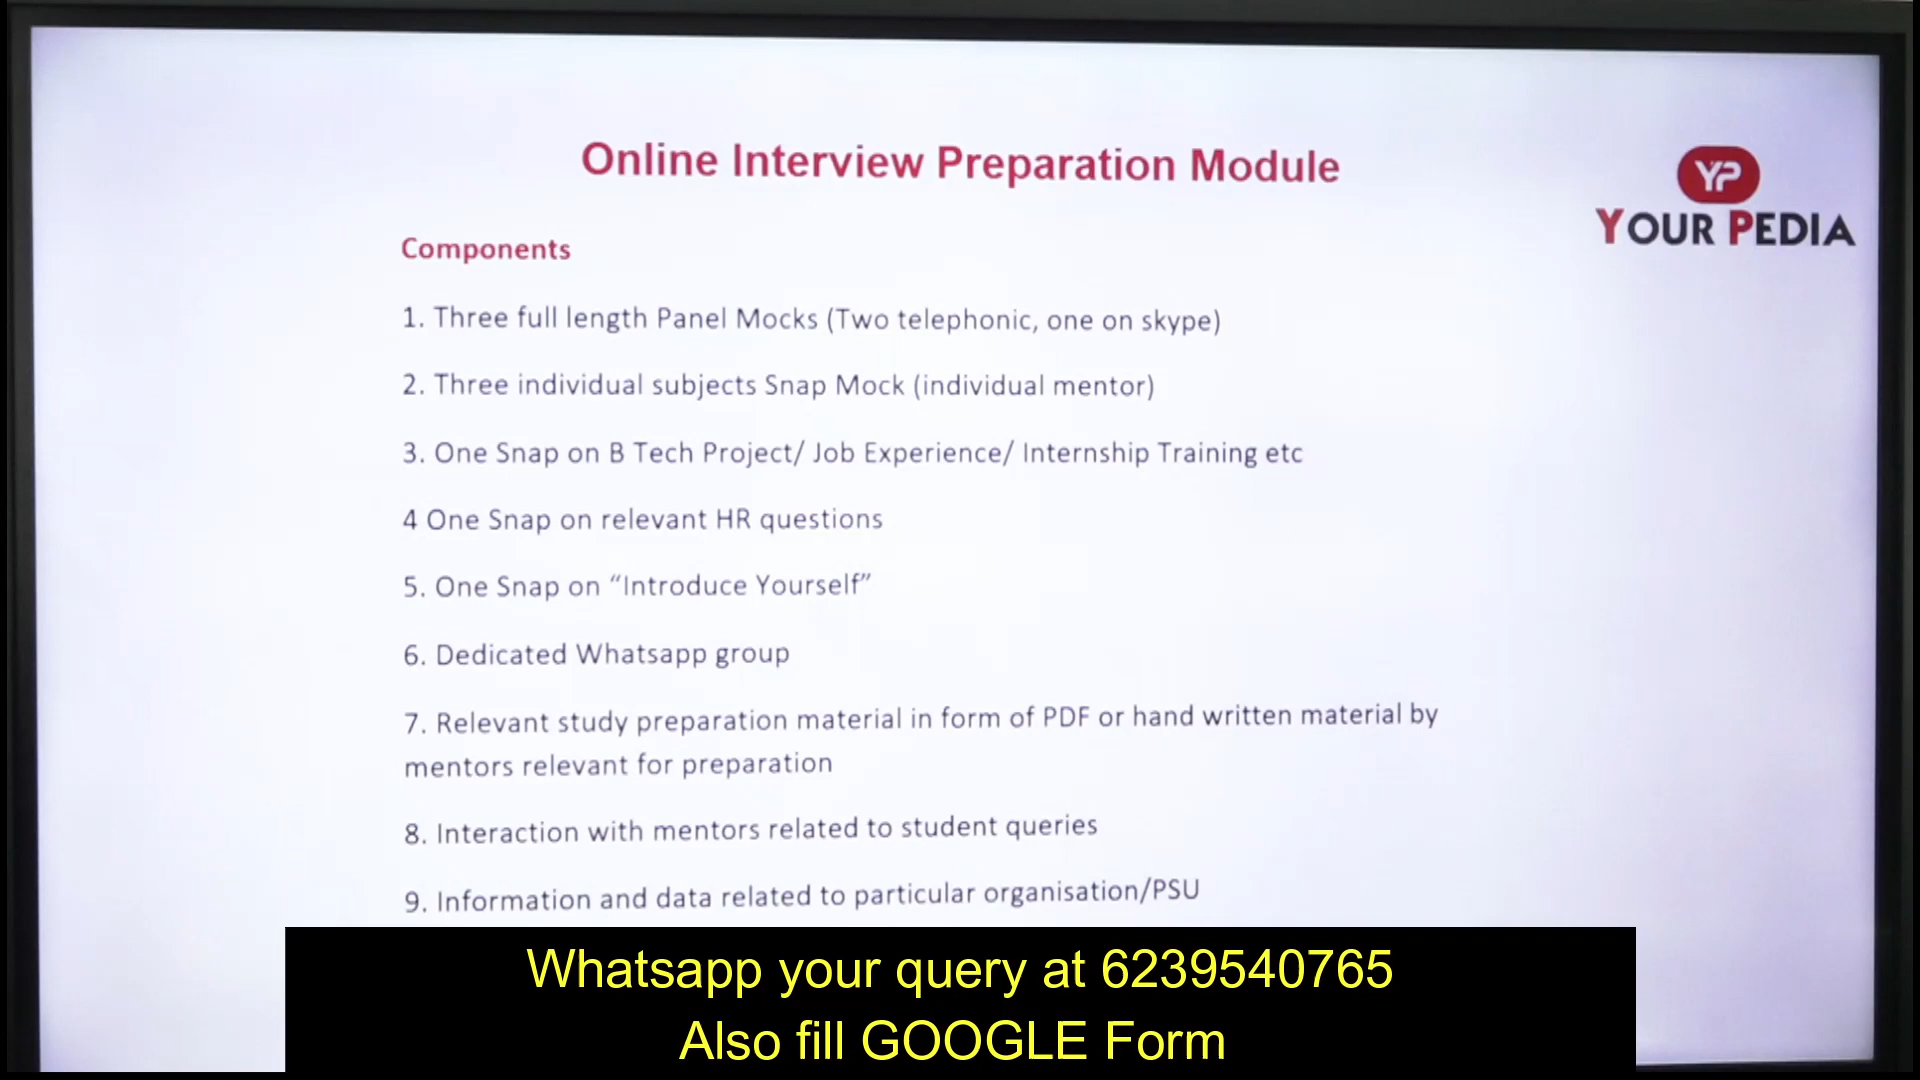 Online Interview Preparation Module
YP
YOUR PEDIA
Components
1. Three full length Panel Mocks (Two telephonic, one on skype)
2. Three individual subjects Snap Mock (individual mentor)
3. One Snap on B Tech Project/ Job Experience/ Internship Training etc
4 One Snap on relevant HR questions
5. One Snap on “Introduce Yourself”
6. Dedicated Whatsapp group
7. Relevant study preparation material in form of PDF or hand written material by
mentors relevant for preparation
8. Interaction with mentors related to student queries
9. Information and data related to particular organisation/PSU
Whatsapp your query at 6239540765
Also fill GOOGLE Form